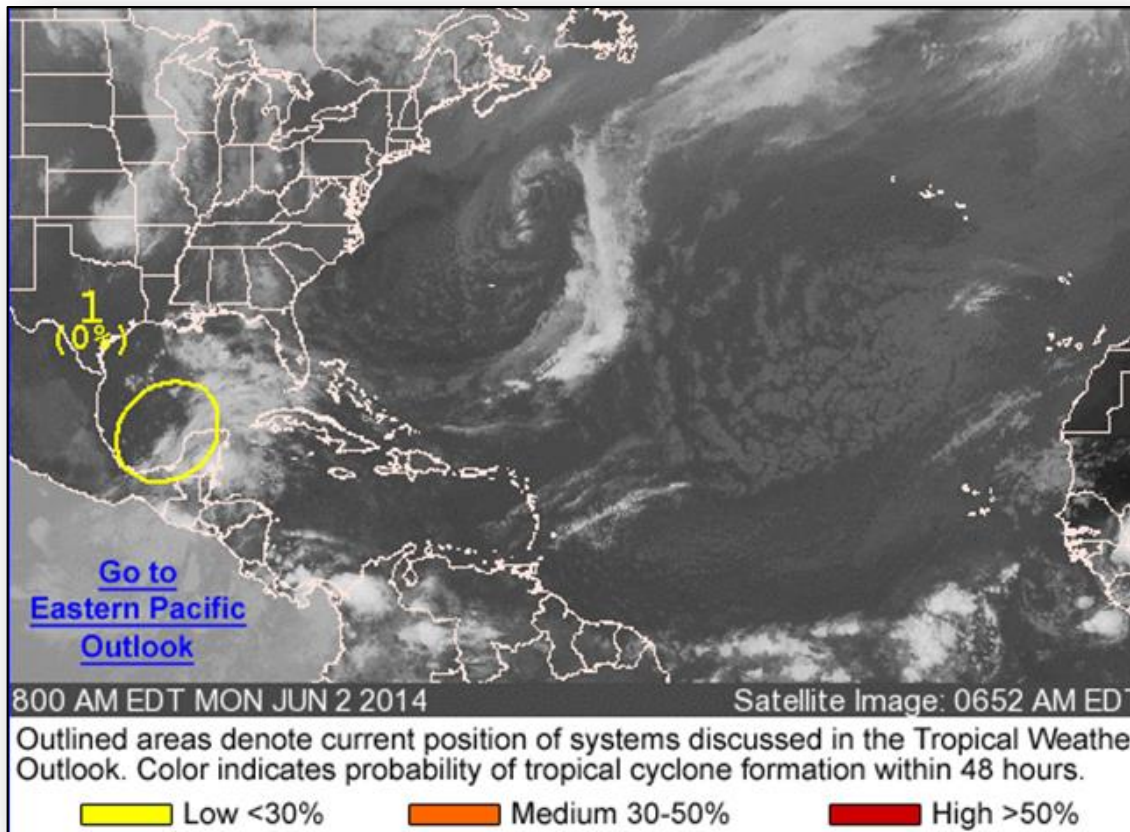 1
(0%)
Go to
Eastern Pacific
Outlook
800 AM EDT MON JUN 2 2014
Satellite Image: 0652 AM EDT
Outlined areas denote current position of systems discussed in the Tropical Weathe
Outlook. Color indicates probability of tropical cyclone formation within 48 hours.
Low <30%
Medium 30-50%
High >50%